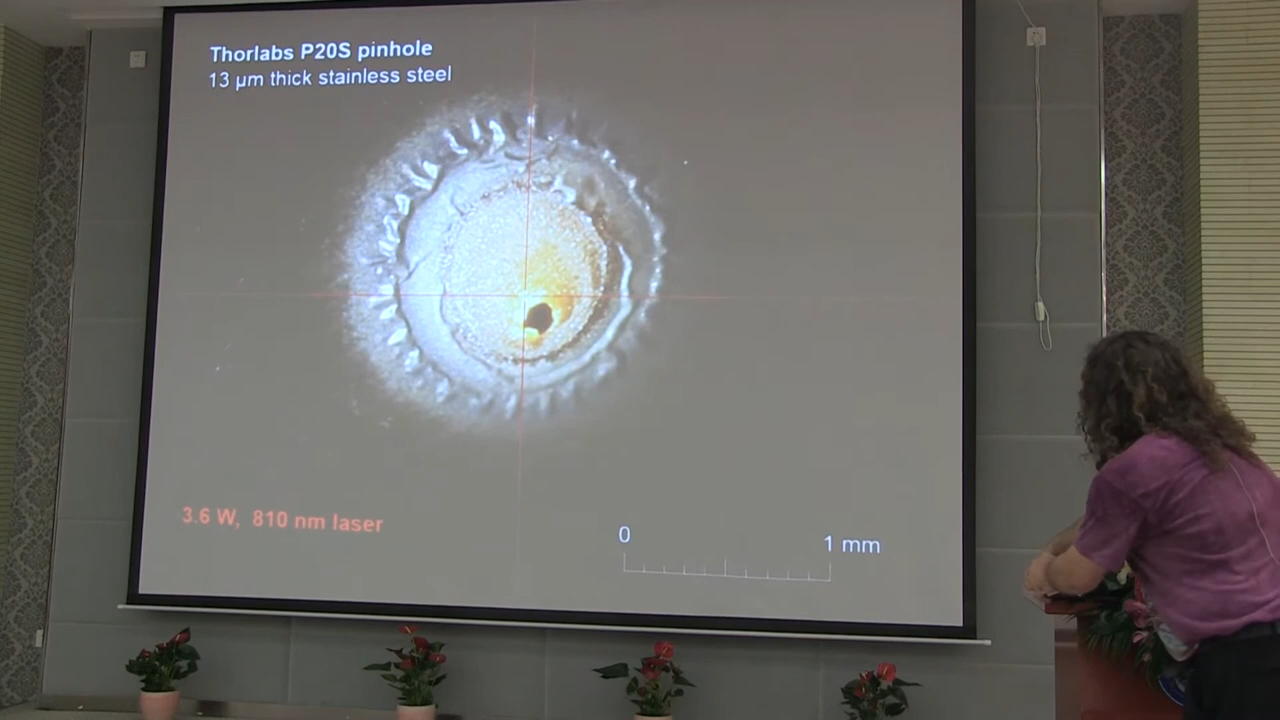 Thorlabs P20S pinhole
13 µm thick stainless steel
3.6 W, 810 nm laser
0
1 mm